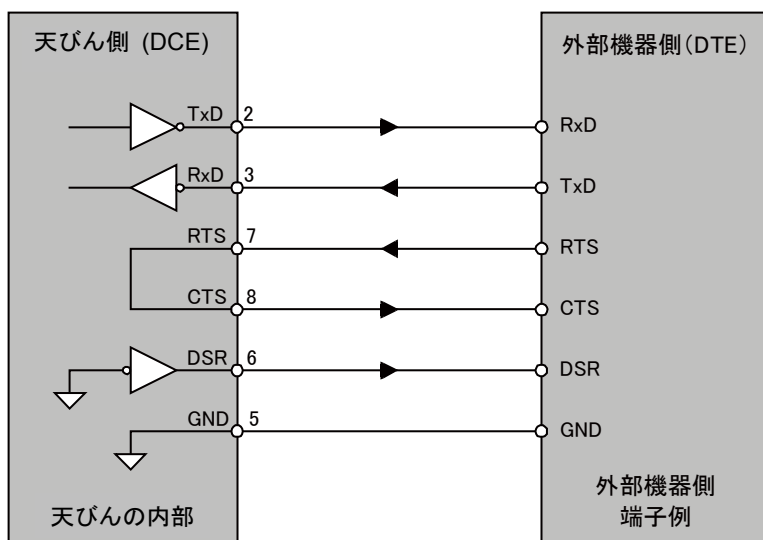 天びん側 (DCE)
外部機器側(DTE)
TxD 2
RxD
RxD 3
TxD
RTS 7
RTS
CTS 8
CTS
DSR 6
DSR
GND 5
GND
天びんの内部
外部機器側
端子例